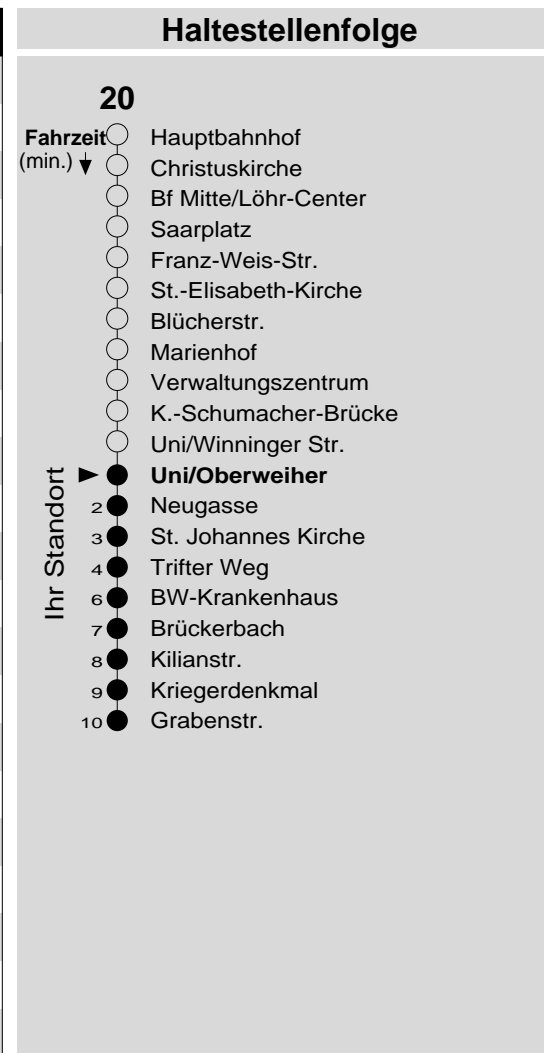 Haltestellenfolge
20
Fahrzeit Hauptbahnhof
(min.) Christuskirche
Bf Mitte/Löhr-Center
Saarplatz
Franz-Weis-Str.
St.-Elisabeth-Kirche
Blücherstr.
Marienhof
Verwaltungszentrum
K.-Schumacher-Brücke
Uni/Winninger Str.
Ihr Standort
Uni/Oberweiher
2 Neugasse
3 St. Johannes Kirche
4 Trifter Weg
6 BW-Krankenhaus
7 Brückerbach
8 Kilianstr.
9 Kriegerdenkmal
10 Grabenstr.